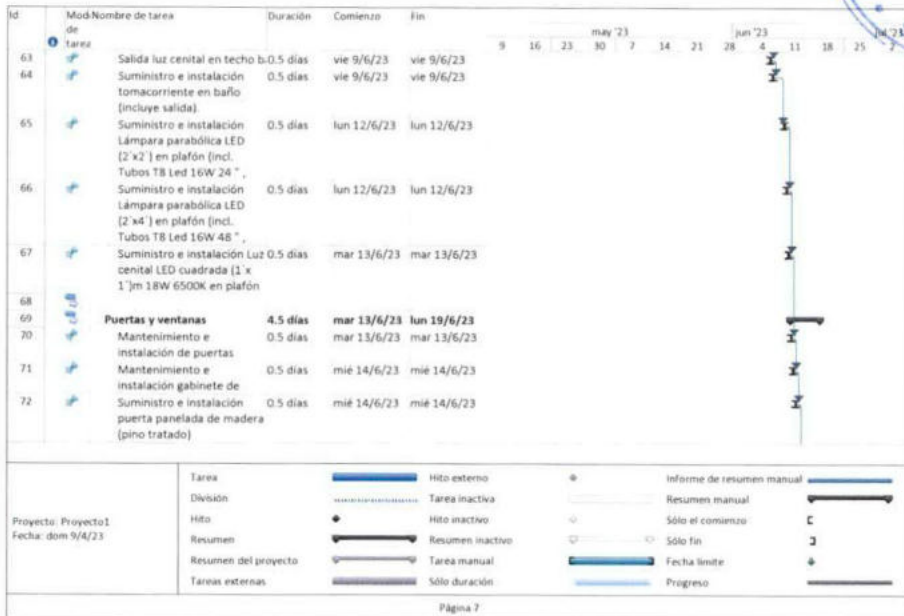 Id
Mod Nombre de tarea
Duración
Comienzo
Fin
de
tarea
may '23
jun '23
jul '23
9 16 23 30 7 14 21 28 4 11 18 25 2
63 Salida luz cenital en techo b 0.5 días vie 9/6/23 vie 9/6/23
64 Suministro e instalación 0.5 días vie 9/6/23 vie 9/6/23
tomacorriente en baño
(incluye salida).
65 Suministro e instalación 0.5 días lun 12/6/23 lun 12/6/23
Lámpara parabólica LED
(2´x2´) en plafón (incl.
Tubos T8 Led 16W 24 " ,
66 Suministro e instalación 0.5 días lun 12/6/23 lun 12/6/23
Lámpara parabólica LED
(2´x4´) en plafón (incl.
Tubos T8 Led 16W 48 " ,
67 Suministro e instalación Luz 0.5 días mar 13/6/23 mar 13/6/23
cenital LED cuadrada (1´x
1´)m 18W 6500K en plafón
68
69 Puertas y ventanas 4.5 días mar 13/6/23 lun 19/6/23
70 Mantenimiento e 0.5 días mar 13/6/23 mar 13/6/23
instalación de puertas
71 Mantenimiento e 0.5 días mié 14/6/23 mié 14/6/23
instalación gabinete de
72 Suministro e instalación 0.5 días mié 14/6/23 mié 14/6/23
puerta panelada de madera
(pino tratado)
Proyecto: Proyecto1
Fecha: dom 9/4/23
Tarea Hito externo Informe de resumen manual
División Tarea inactiva Resumen manual
Hito Hito inactivo Sólo el comienzo
Resumen Resumen inactivo Sólo fin
Resumen del proyecto Tarea manual Fecha límite
Tareas externas Sólo duración Progreso
Página 7